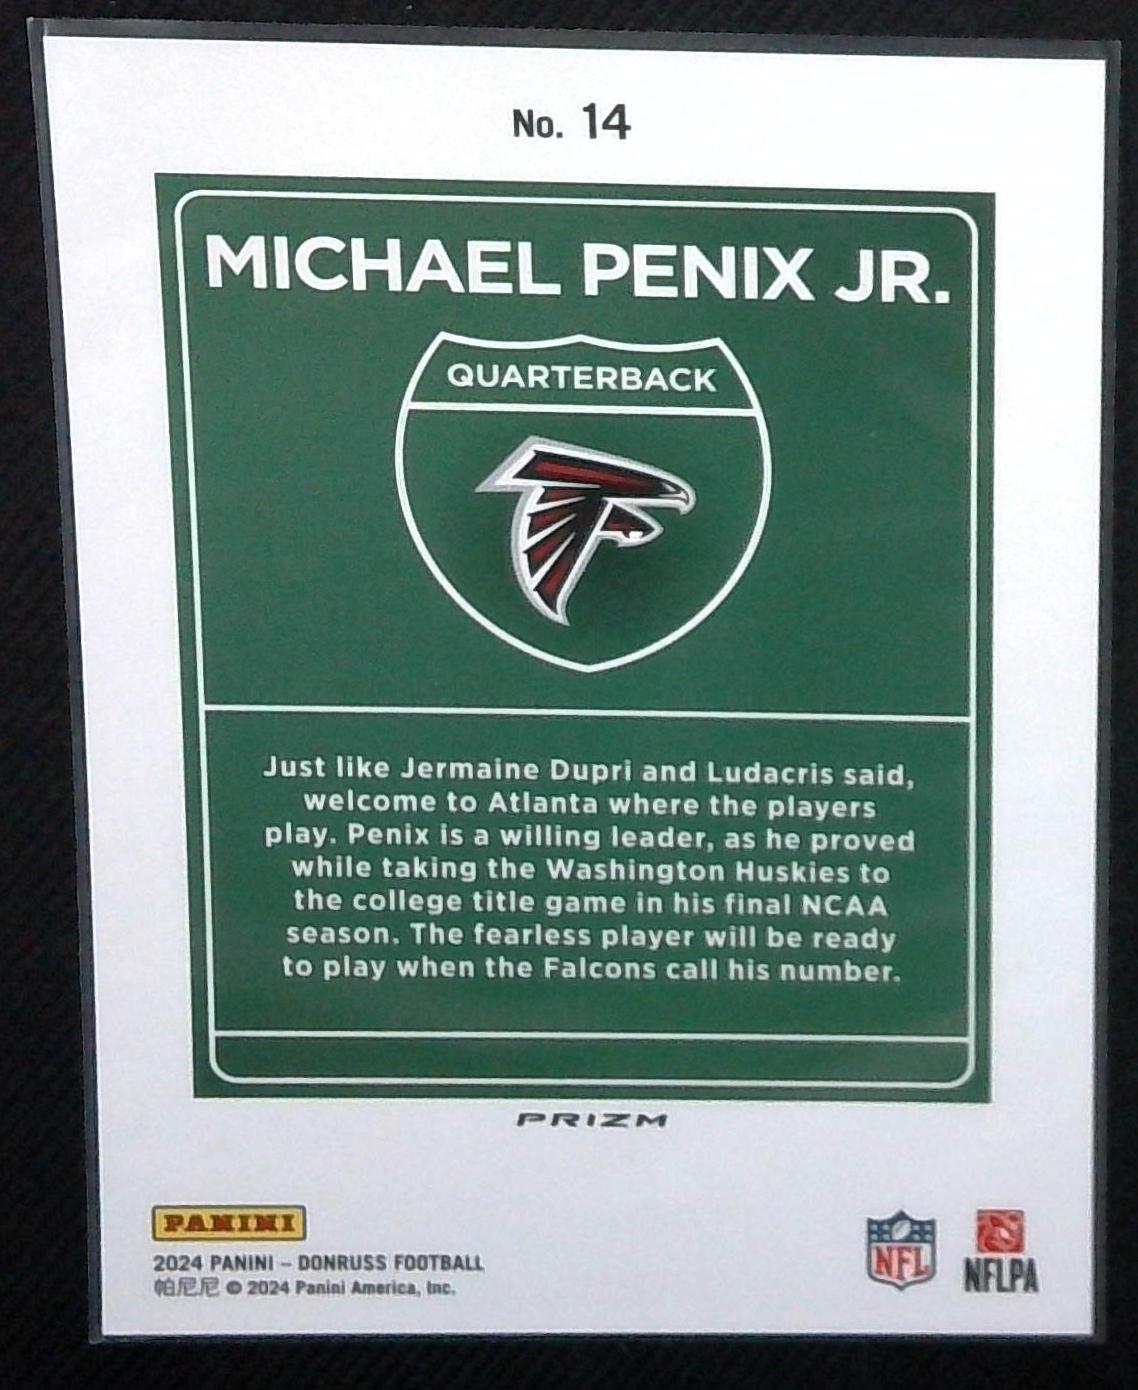 No. 14
MICHAEL PENIX JR.
QUARTERBACK
Just like Jermaine Dupri and Ludacris said,
welcome to Atlanta where the players
play. Penix is a willing leader, as he proved
while taking the Washington Huskies to
the college title game in his final NCAA
season. The fearless player will be ready
to play when the Falcons call his number.
PRIZM
PANINI
2024 PANINI – DONRUSS FOOTBALL
帕尼尼 © 2024 Panini America, Inc.
NFL
NFLPA